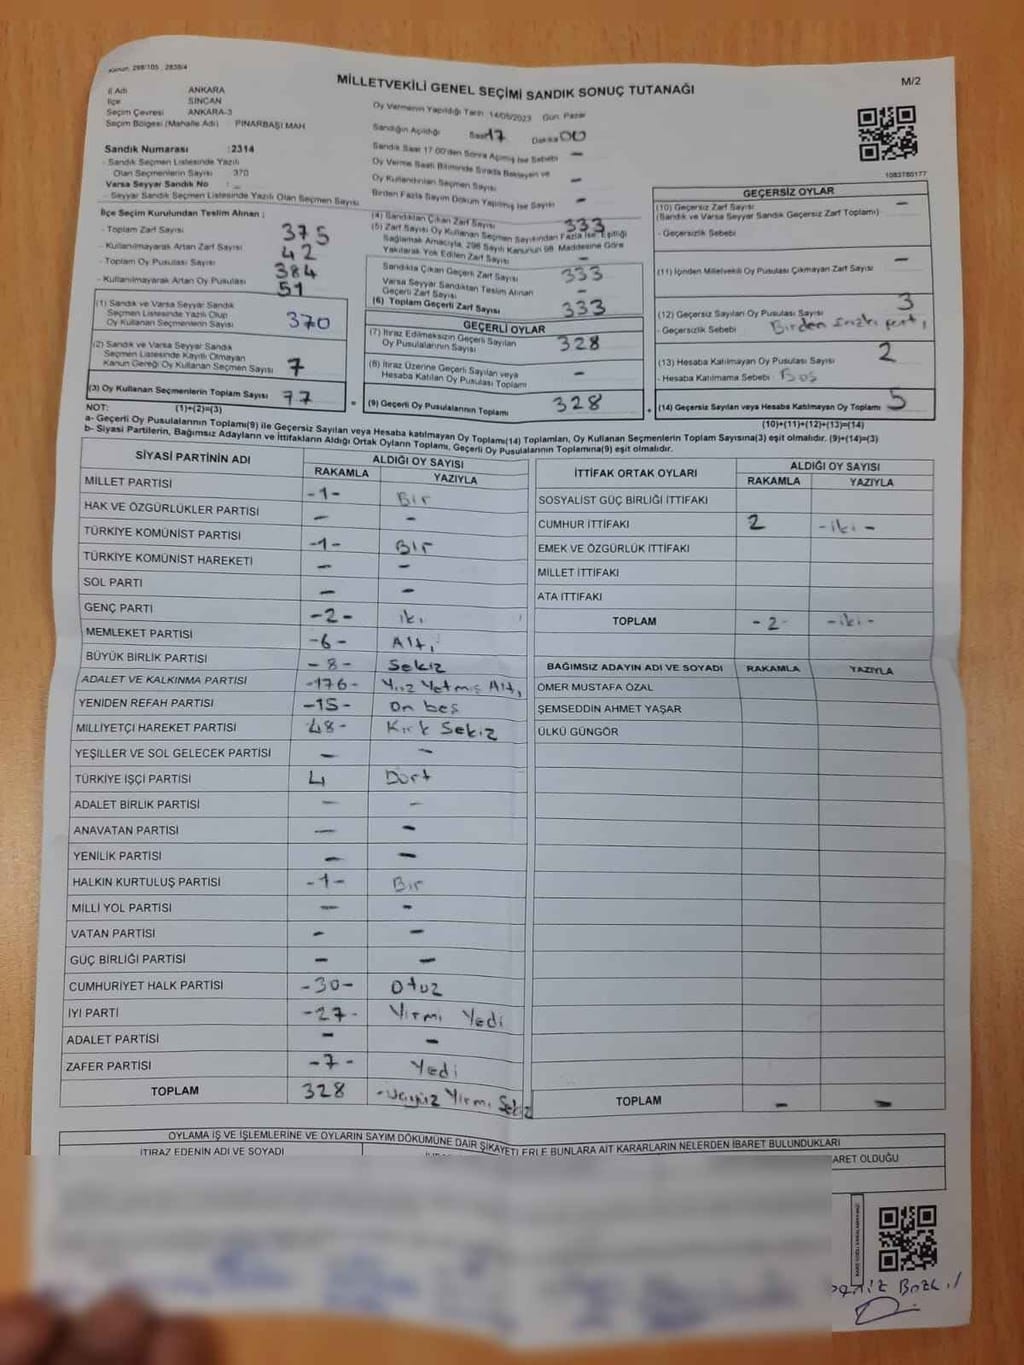 Kanun: 298/105 , 2839/4
MİLLETVEKİLİ GENEL SEÇİMİ SANDIK SONUÇ TUTANAĞI
M/2
İl Adı ANKARA
İlçe SİNCAN
Seçim Çevresi ANKARA-3
Seçim Bölgesi (Mahalle Adı) PINARBAŞI MAH
Sandık Numarası :2314
- Sandık Seçmen Listesinde Yazılı
Olan Seçmenlerin Sayısı 370
Varsa Seyyar Sandık No : -
- Seyyar Sandık Seçmen Listesinde Yazılı Olan Seçmen Sayısı
Oy Vermenin Yapıldığı Tarih 14/05/2023 Gün: Pazar
Sandığın Açıldığı Saat 17 Dakika 00
Sandık Saat 17:00'den Sonra Açılmış İse Sebebi -
Oy Verme Saati Bitiminde Sırada Bekleyen ve
Oy Kullandırılan Seçmen Sayısı -
Birden Fazla Sayım Döküm Yapılmış İse Sayısı -
1083780177
İlçe Seçim Kurulundan Teslim Alınan :
- Toplam Zarf Sayısı 375
- Kullanılmayarak Artan Zarf Sayısı 42
- Toplam Oy Pusulası Sayısı 384
- Kullanılmayarak Artan Oy Pusulası 51
(1) Sandık ve Varsa Seyyar Sandık
Seçmen Listesinde Yazılı Olup
Oy Kullanan Seçmenlerin Sayısı 370
(2) Sandık ve Varsa Seyyar Sandık
Seçmen Listesinde Kayıtlı Olmayan
Kanun Gereği Oy Kullanan Seçmen Sayısı 7
(3) Oy Kullanan Seçmenlerin Toplam Sayısı 77
(1)+(2)=(3)
(4) Sandıktan Çıkan Zarf Sayısı 333
(5) Zarf Sayısı Oy Kullanan Seçmen Sayısından Fazla İse, Eşitliği
Sağlamak Amacıyla, 298 Sayılı Kanunun 98. Maddesine Göre
Yakılarak Yok Edilen Zarf Sayısı -
Sandıkta Çıkan Geçerli Zarf Sayısı 333
Varsa Seyyar Sandıktan Teslim Alınan
Geçerli Zarf Sayısı -
(6) Toplam Geçerli Zarf Sayısı 333
GEÇERLİ OYLAR
(7) İtiraz Edilmeksizin Geçerli Sayılan
Oy Pusulalarının Sayısı 328
(8) İtiraz Üzerine Geçerli Sayılan veya
Hesaba Katılan Oy Pusulası Toplamı -
= (9) Geçerli Oy Pusulalarının Toplamı 328 +
GEÇERSİZ OYLAR
(10) Geçersiz Zarf Sayısı -
(Sandık ve Varsa Seyyar Sandık Geçersiz Zarf Toplamı)
- Geçersizlik Sebebi
(11) İçinden Milletvekili Oy Pusulası Çıkmayan Zarf Sayısı -
(12) Geçersiz Sayılan Oy Pusulası Sayısı 3
- Geçersizlik Sebebi Birden
(13) Hesaba Katılmayan Oy Pusulası Sayısı 2
- Hesaba Katılmama Sebebi Boş
(14) Geçersiz Sayılan veya Hesaba Katılmayan Oy Toplamı 5
(10)+(11)+(12)+(13)=(14)
NOT:
a- Geçerli Oy Pusulalarının Toplamı(9) ile Geçersiz Sayılan veya Hesaba katılmayan Oy Toplamı(14) Toplamları, Oy Kullanan Seçmenlerin Toplam Sayısına(3) eşit olmalıdır. (9)+(14)=(3)
b- Siyasi Partilerin, Bağımsız Adayların ve İttifakların Aldığı Ortak Oyların Toplamı, Geçerli Oy Pusulalarının Toplamına(9) eşit olmalıdır.
SİYASİ PARTİNİN ADI ALDIĞI OY SAYISI
RAKAMLA YAZIYLA
MİLLET PARTİSİ -1- Bir
HAK VE ÖZGÜRLÜKLER PARTİSİ - -
TÜRKİYE KOMÜNİST PARTİSİ -1- Bir
TÜRKİYE KOMÜNİST HAREKETİ - -
SOL PARTİ - -
GENÇ PARTİ -2- iki
MEMLEKET PARTİSİ -6- Altı
BÜYÜK BİRLİK PARTİSİ -8- Sekiz
ADALET VE KALKINMA PARTİSİ -176- Yüz Yetmiş Altı
YENİDEN REFAH PARTİSİ -15- On beş
MİLLİYETÇİ HAREKET PARTİSİ 48- Kırk Sekiz
YEŞİLLER VE SOL GELECEK PARTİSİ - -
TÜRKİYE İŞÇİ PARTİSİ 4 Dört
ADALET BİRLİK PARTİSİ - -
ANAVATAN PARTİSİ - -
YENİLİK PARTİSİ - -
HALKIN KURTULUŞ PARTİSİ -1- Bir
MİLLİ YOL PARTİSİ - -
VATAN PARTİSİ - -
GÜÇ BİRLİĞİ PARTİSİ - -
CUMHURİYET HALK PARTİSİ -30- Otuz
İYİ PARTİ -27- Yirmi Yedi
ADALET PARTİSİ - -
ZAFER PARTİSİ -7- Yedi
TOPLAM 328 -Üçyüz Yirmi Sekiz
İTTİFAK ORTAK OYLARI ALDIĞI OY SAYISI
RAKAMLA YAZIYLA
SOSYALİST GÜÇ BİRLİĞİ İTTİFAKI
CUMHUR İTTİFAKI 2 -iki-
EMEK VE ÖZGÜRLÜK İTTİFAKI
MİLLET İTTİFAKI
ATA İTTİFAKI
TOPLAM -2- -iki-
BAĞIMSIZ ADAYIN ADI VE SOYADI RAKAMLA YAZIYLA
ÖMER MUSTAFA ÖZAL
ŞEMSEDDİN AHMET YAŞAR
ÜLKÜ GÜNGÖR
TOPLAM - -
OYLAMA İŞ VE İŞLEMLERİNE VE OYLARIN SAYIM DÖKÜMÜNE DAİR ŞİKAYETLERLE BUNLARA AİT KARARLARIN NELERDEN İBARET BULUNDUKLARI
İTİRAZ EDENİN ADI VE SOYADI
ARET OLDUĞU